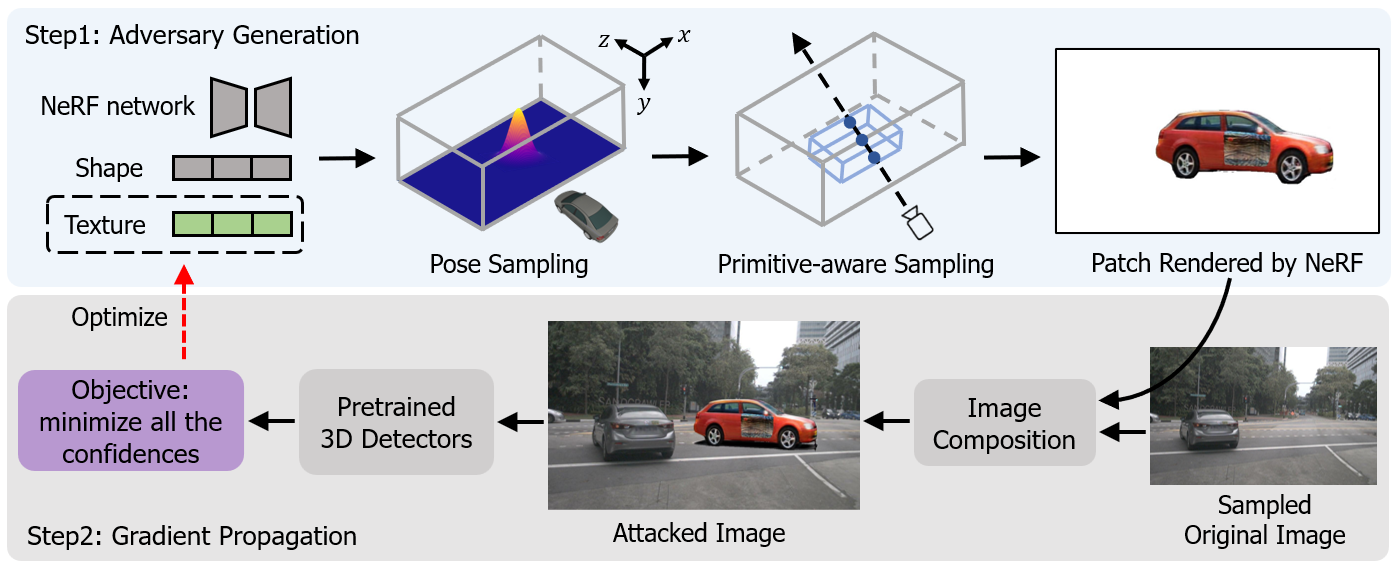 Step1: Adversary Generation
NeRF network
Shape
Texture
z
x
y
Pose Sampling
Primitive-aware Sampling
Patch Rendered by NeRF
Optimize
Objective:
minimize all the
confidences
Pretrained
3D Detectors
SANDCRAWLER
Attacked Image
Image
Composition
Sampled
Original Image
Step2: Gradient Propagation